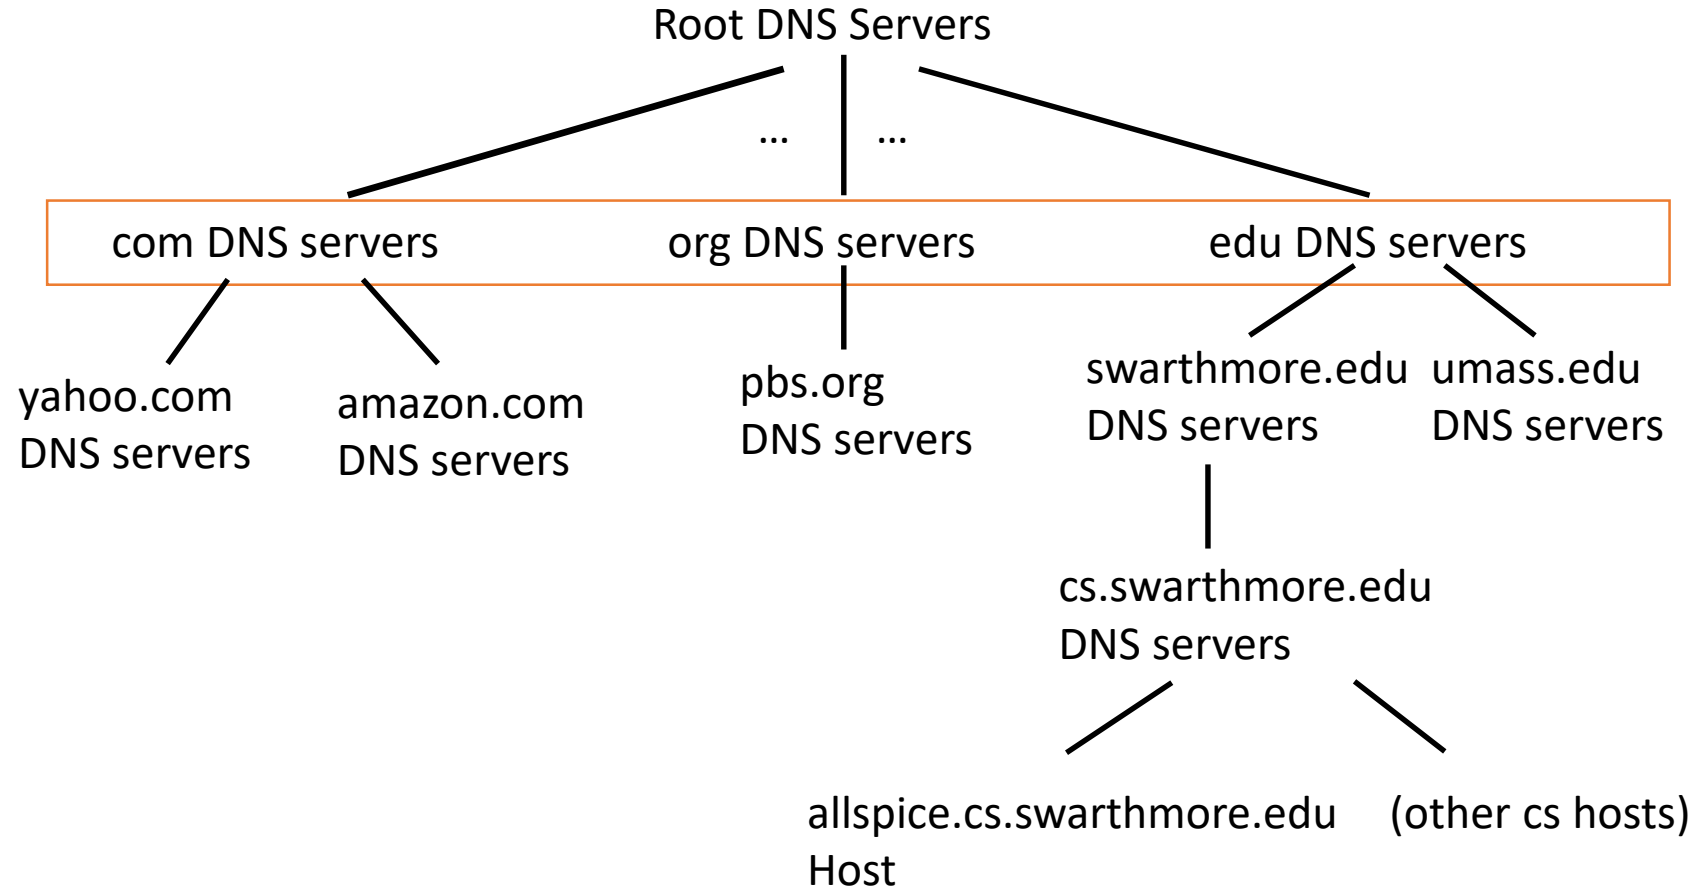 Root DNS Servers
... ...
com DNS servers
org DNS servers
edu DNS servers
yahoo.com
DNS servers
amazon.com
DNS servers
pbs.org
DNS servers
swarthmore.edu
DNS servers
umass.edu
DNS servers
cs.swarthmore.edu
DNS servers
allspice.cs.swarthmore.edu
Host
(other cs hosts)